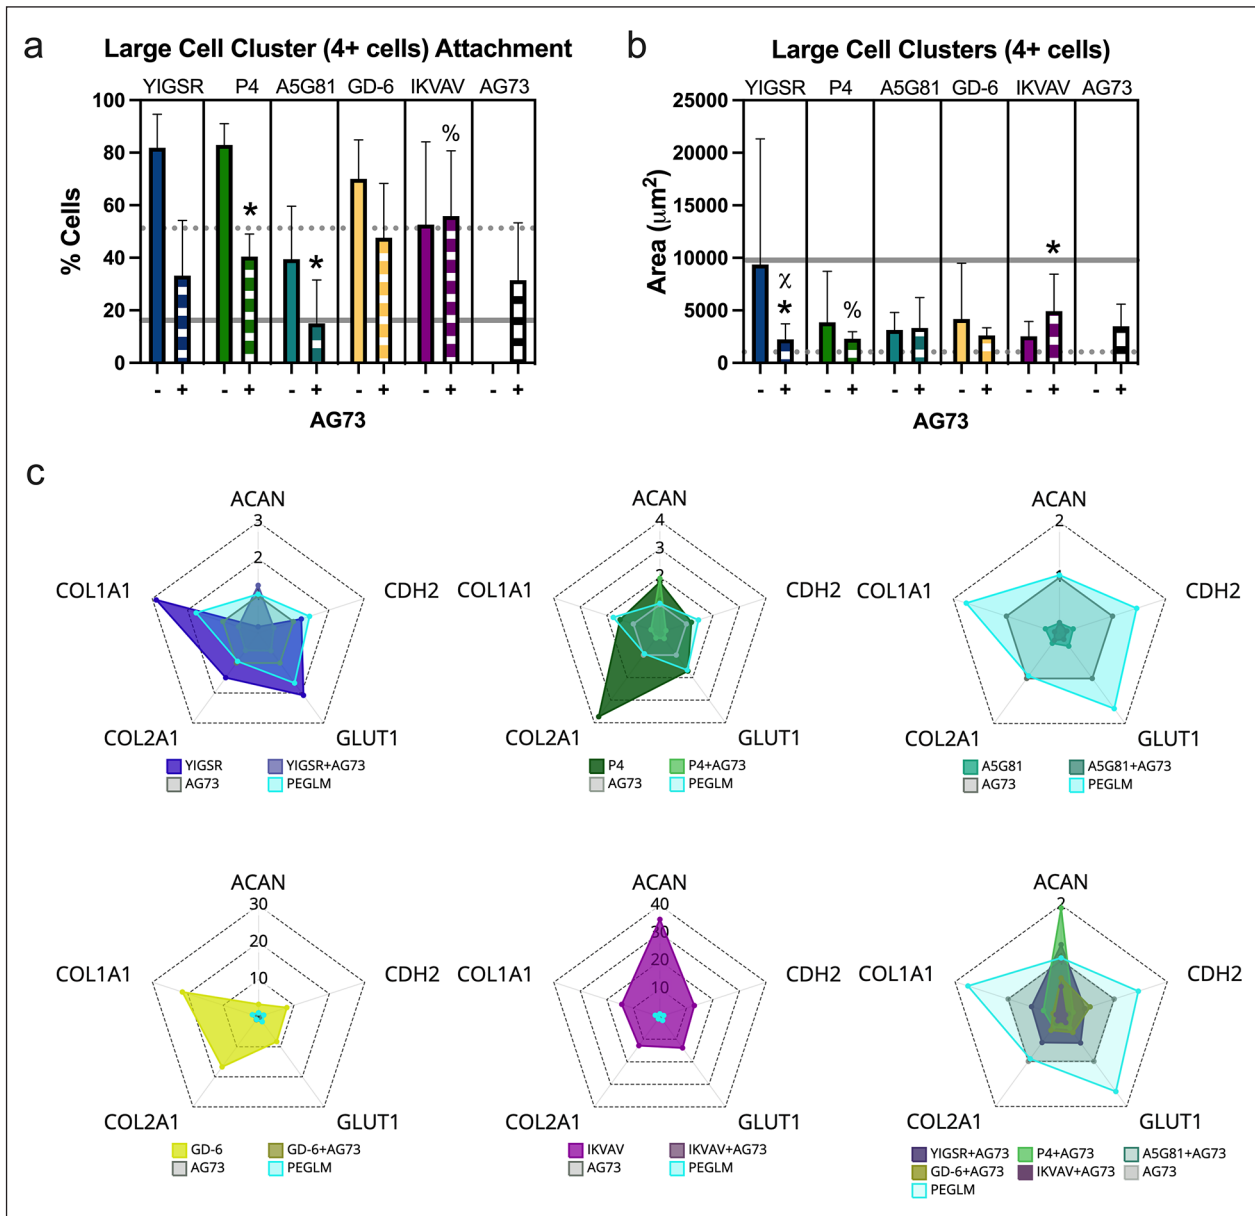 a
Large Cell Cluster (4+ cells) Attachment
YIGSR P4 A5G81 GD-6 IKVAV AG73
100
80
60
40
20
0
% Cells
* * %
- + - + - + - + - + - +
AG73
b
Large Cell Clusters (4+ cells)
YIGSR P4 A5G81 GD-6 IKVAV AG73
25000
20000
15000
10000
5000
0
Area (μm²)
χ
* % *
- + - + - + - + - + - +
AG73
c
ACAN
3
2
COL1A1 CDH2
COL2A1 GLUT1
YIGSR YIGSR+AG73
AG73 PEGLM
ACAN
4
3
2
COL1A1 CDH2
COL2A1 GLUT1
P4 P4+AG73
AG73 PEGLM
ACAN
2
1
COL1A1 CDH2
COL2A1 GLUT1
A5G81 A5G81+AG73
AG73 PEGLM
ACAN
30
20
10
COL1A1 CDH2
COL2A1 GLUT1
GD-6 GD-6+AG73
AG73 PEGLM
ACAN
40
30
20
10
COL1A1 CDH2
COL2A1 GLUT1
IKVAV IKVAV+AG73
AG73 PEGLM
ACAN
2
COL1A1 CDH2
COL2A1 GLUT1
YIGSR+AG73 P4+AG73 A5G81+AG73
GD-6+AG73 IKVAV+AG73 AG73
PEGLM